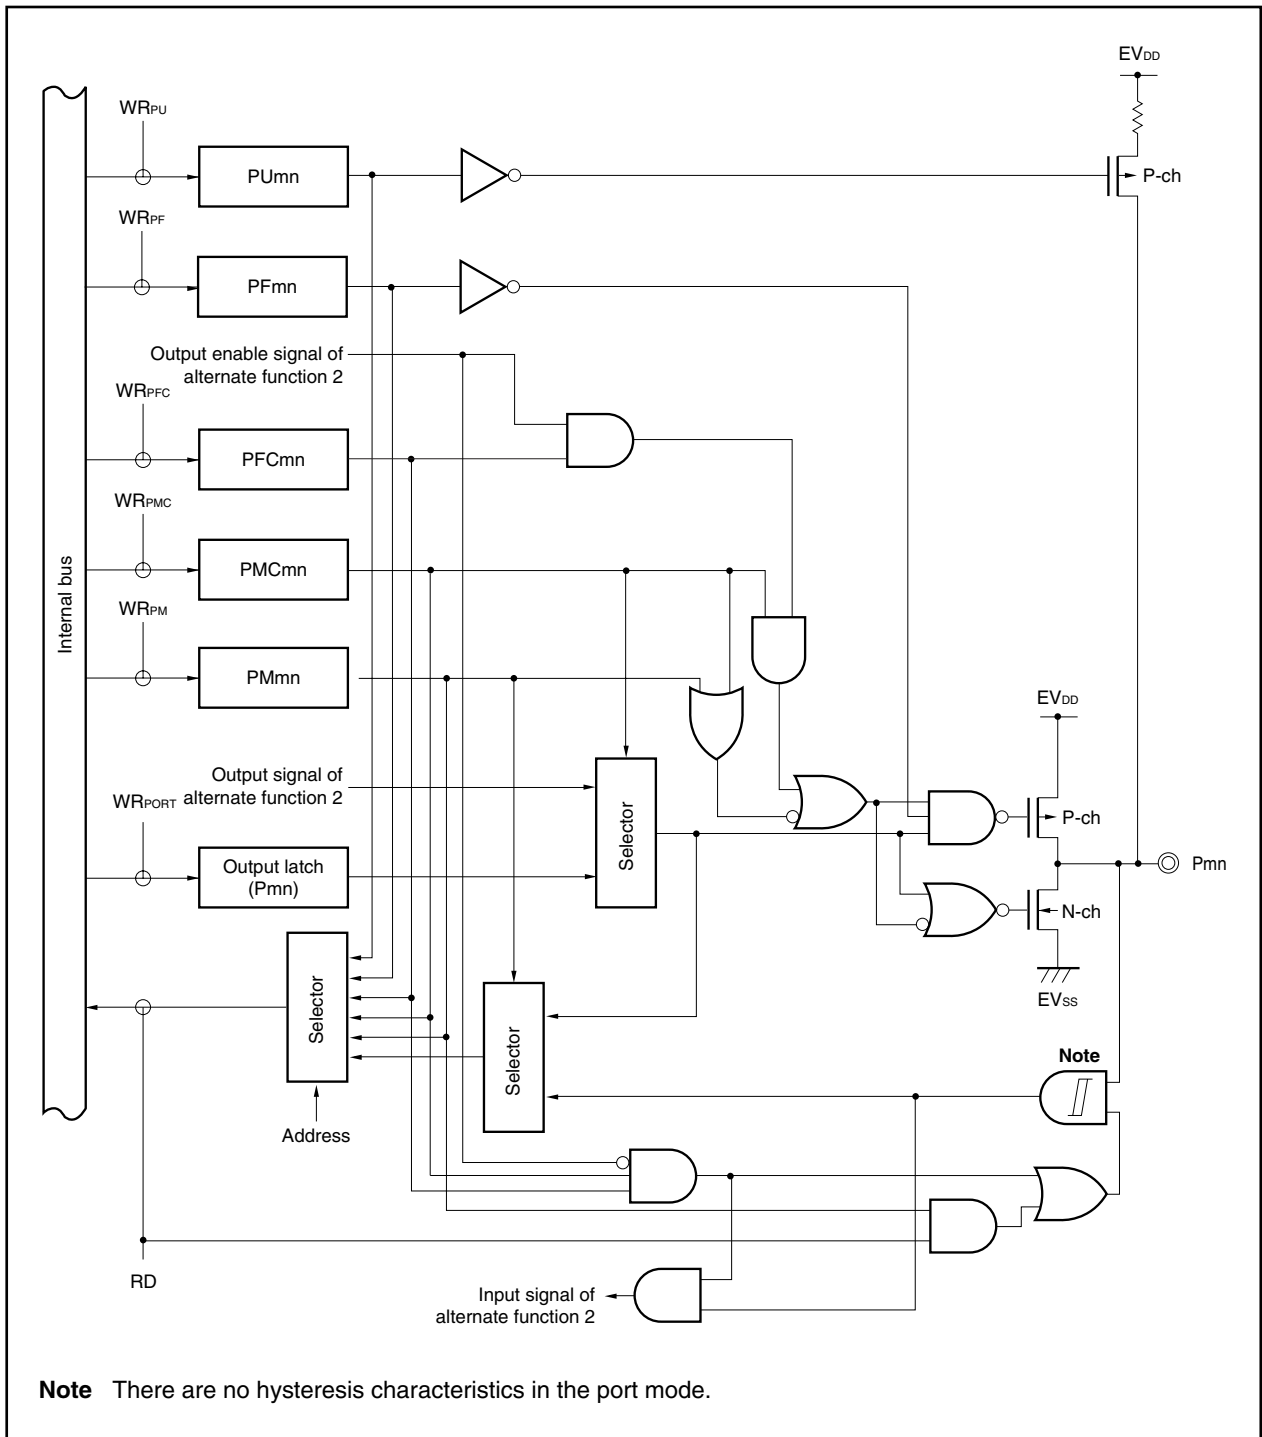 EVDD
WRPU
PUmn
P-ch
WRPF
PFmn
Output enable signal of
alternate function 2
WRPFC
PFCmn
WRPMC
PMCmn
Internal bus
WRPM
PMmn
EVDD
Output signal of
alternate function 2
WRPORT
Selector
P-ch
Output latch
(Pmn)
Pmn
N-ch
Selector
EVSS
Selector
Note
Address
RD
Input signal of
alternate function 2
Note There are no hysteresis characteristics in the port mode.